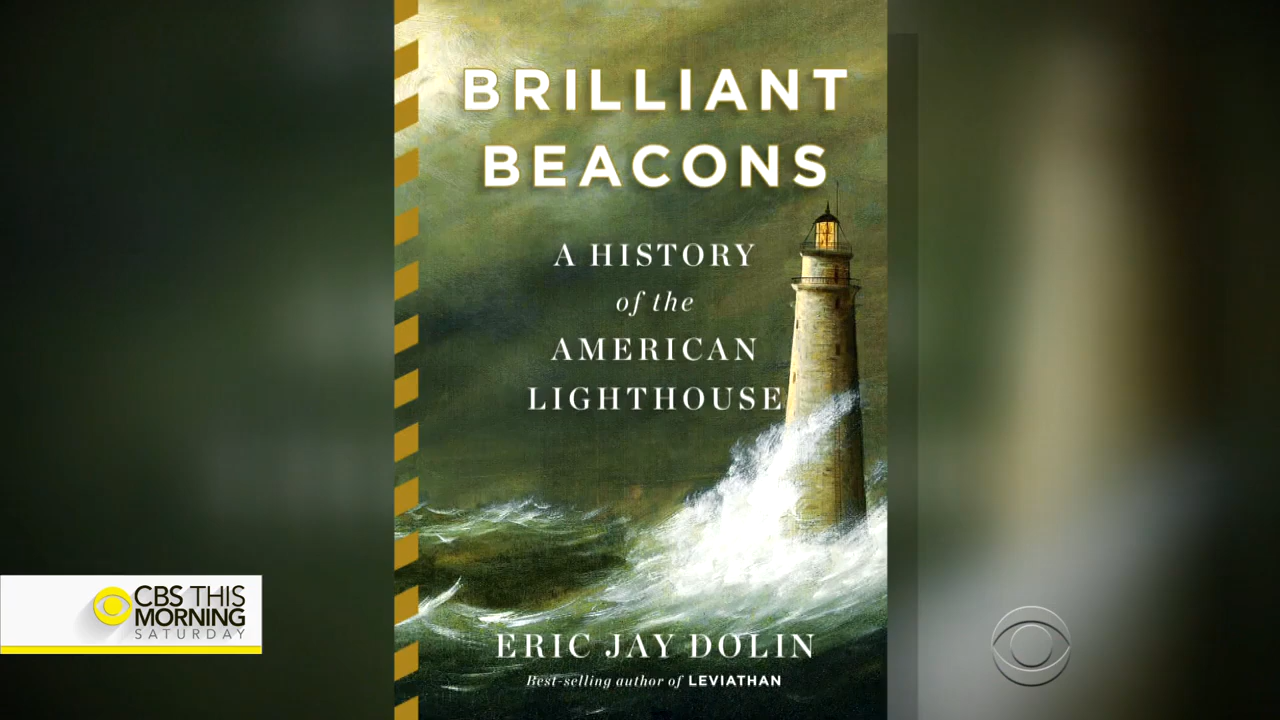 BRILLIANT
BEACONS
A HISTORY
of the
AMERICAN
LIGHTHOUSE
ERIC JAY DOLIN
Best-selling author of LEVIATHAN
CBS THIS
MORNING
SATURDAY